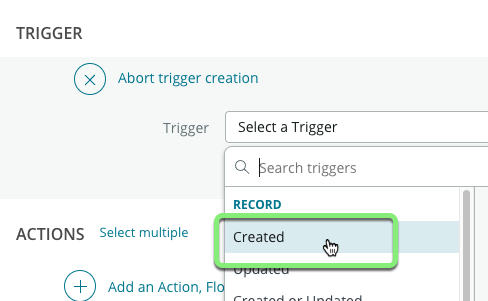 TRIGGER
Abort trigger creation
Trigger
Select a Trigger
Search triggers
RECORD
Created
Updated
Created or Updated
ACTIONS
Select multiple
Add an Action, Flo